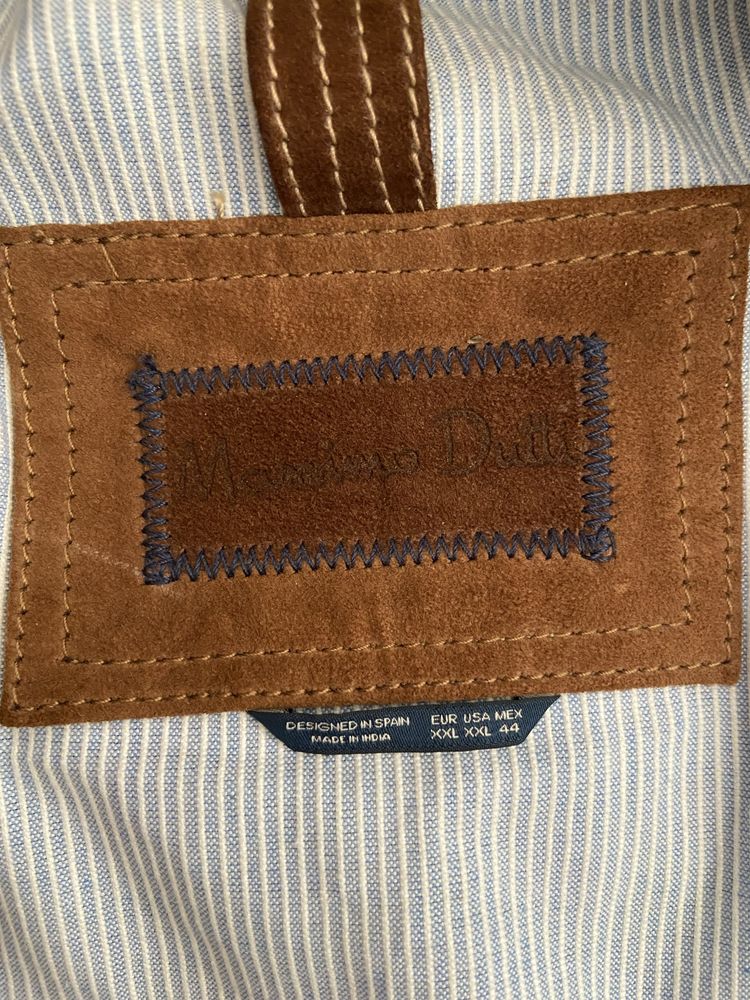 Massimo Dutti
DESIGNED IN SPAIN
MADE IN INDIA
EUR USA MEX
XXL XXL 44